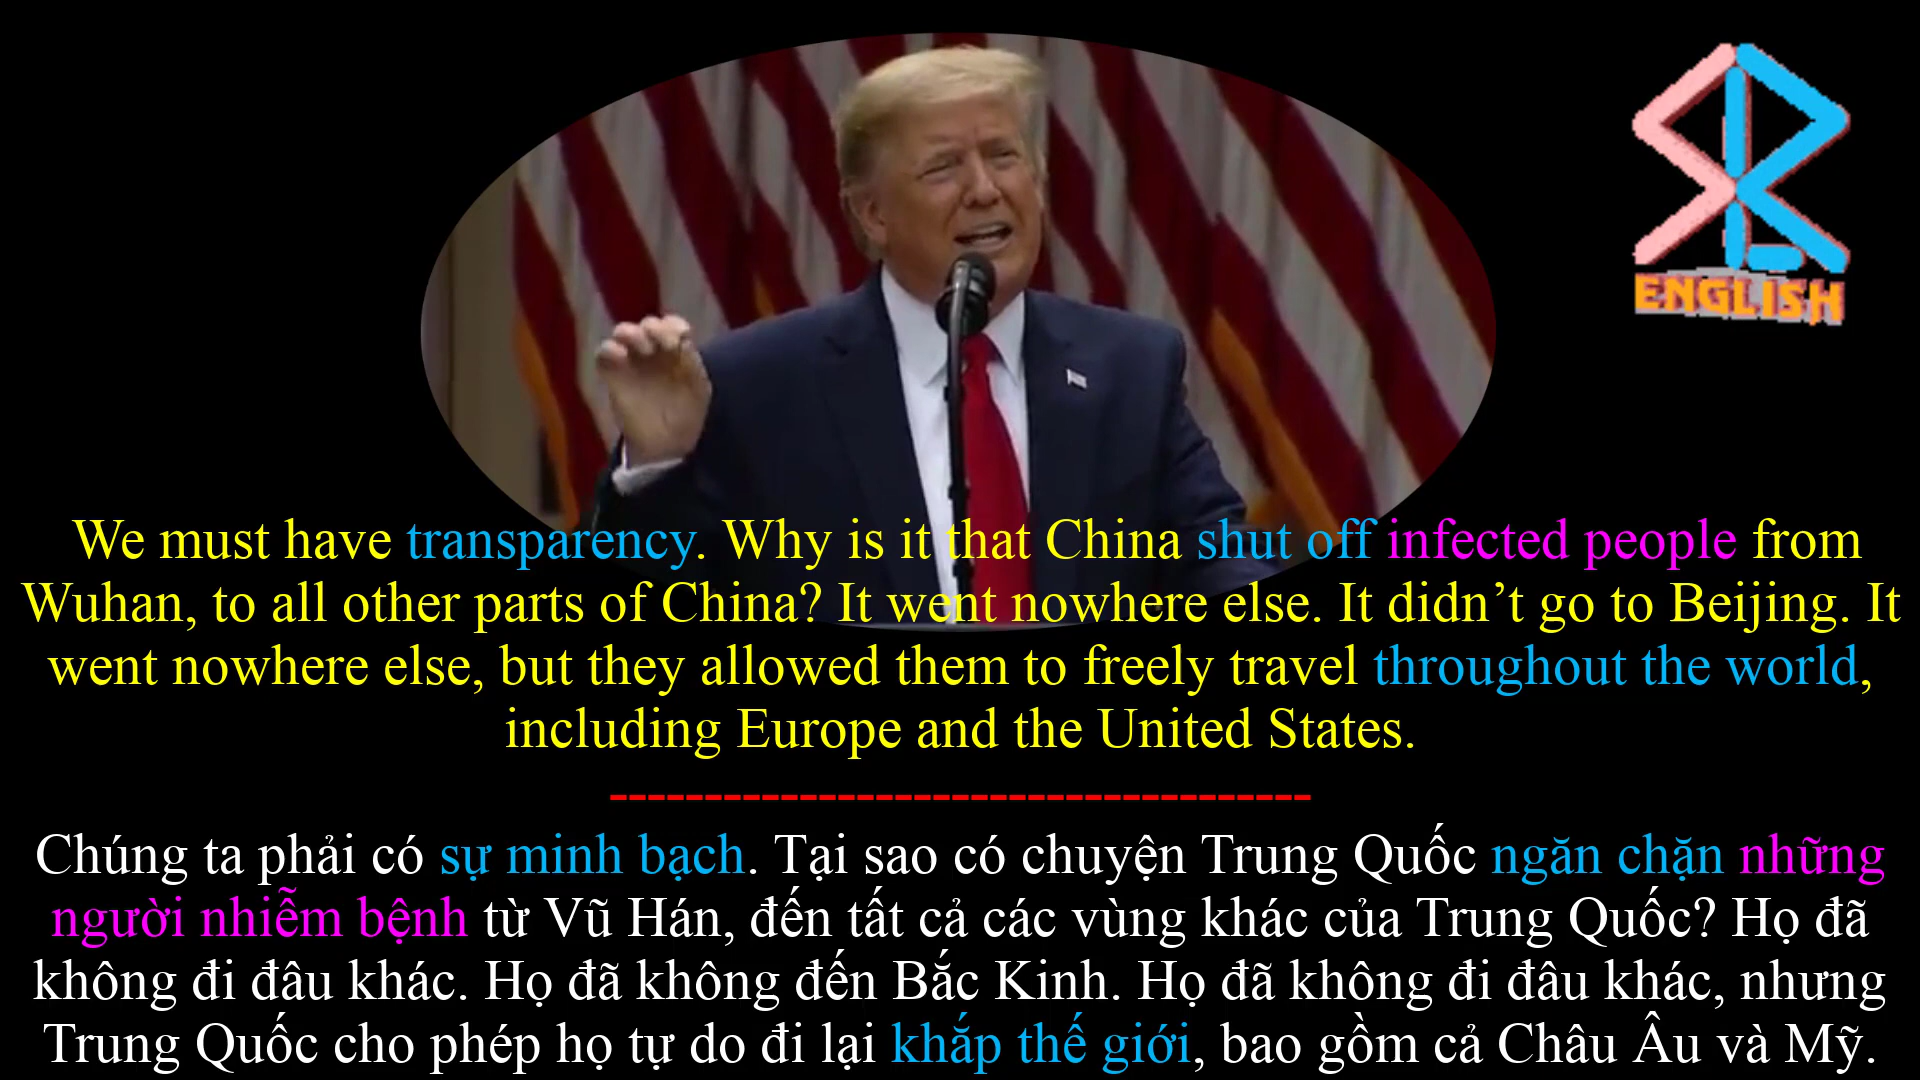 ENGLISH
We must have transparency. Why is it that China shut off infected people from
Wuhan, to all other parts of China? It went nowhere else. It didn’t go to Beijing. It
went nowhere else, but they allowed them to freely travel throughout the world,
including Europe and the United States.
-------------------------------------
Chúng ta phải có sự minh bạch. Tại sao có chuyện Trung Quốc ngăn chặn những
người nhiễm bệnh từ Vũ Hán, đến tất cả các vùng khác của Trung Quốc? Họ đã
không đi đâu khác. Họ đã không đến Bắc Kinh. Họ đã không đi đâu khác, nhưng
Trung Quốc cho phép họ tự do đi lại khắp thế giới, bao gồm cả Châu Âu và Mỹ.